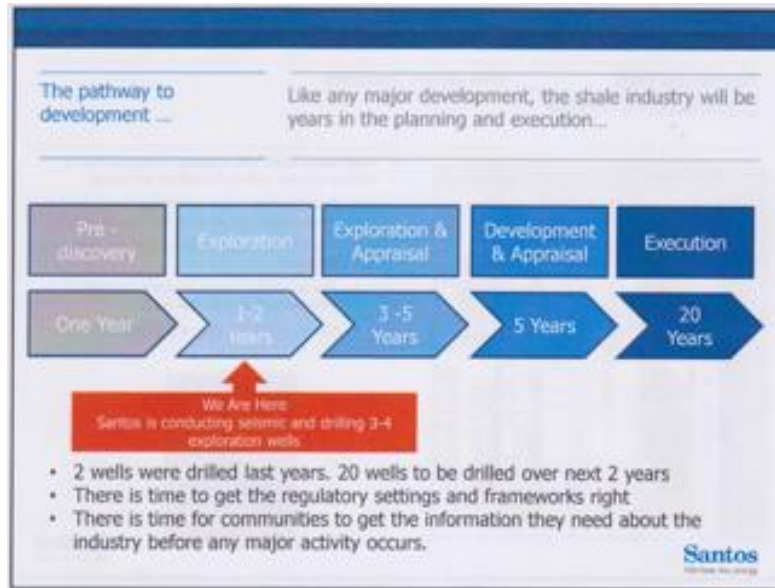 The pathway to
development ...
Like any major development, the shale industry will be
years in the planning and execution...
Pre -
discovery
Exploration
Exploration &
Appraisal
Development
& Appraisal
Execution
One Year
1-2
Years
3 -5
Years
5 Years
20
Years
We Are Here
Santos is conducting seismic and drilling 3-4
exploration wells
• 2 wells were drilled last years. 20 wells to be drilled over next 2 years
• There is time to get the regulatory settings and frameworks right
• There is time for communities to get the information they need about the
industry before any major activity occurs.
Santos